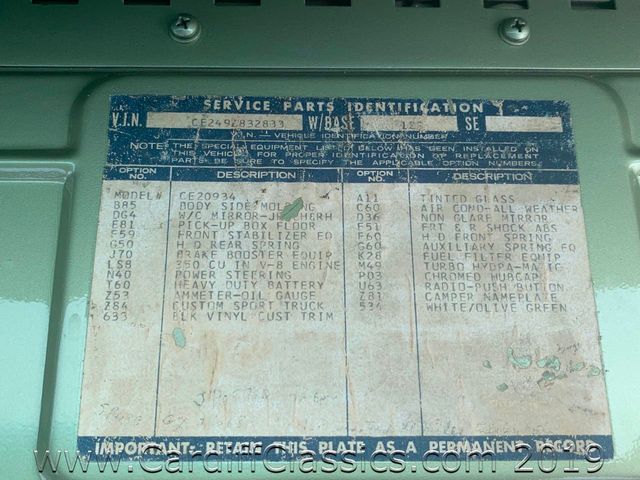 SERVICE PARTS IDENTIFICATION
V.I.N. CE249Z832833 W/BASE SE
V.I.N. — VEHICLE IDENTIFICATION NUMBER
NOTE: THE SPECIAL EQUIPMENT LISTED BELOW HAS BEEN INSTALLED ON
THIS VEHICLE. FOR PROPER IDENTIFICATION OF REPLACEMENT
PARTS BE SURE TO SPECIFY THE APPLICABLE OPTION NUMBERS.
OPTION NO. DESCRIPTION OPTION NO. DESCRIPTION
MODEL# CE20934 A11 TINTED GLASS
B85 BODY SIDE MOLDING C60 AIR COND-ALL WEATHER
DG4 W/C MIRROR- D36 NON GLARE MIRROR
E81 PICK-UP BOX FLOOR F51 FRT & R SHOCK ABS
F59 FRONT STABILIZER EQ F60 H D FRONT SPRING
G50 H D REAR SPRING G60 AUXILIARY SPRING EQ
J70 BRAKE BOOSTER EQUIP K28 FUEL FILTER EQUIP
LS8 350 CU IN V-8 ENGINE M49 TURBO HYDRA-MATIC
N40 POWER STEERING P03 CHROMED HUBCAPS
T60 HEAVY DUTY BATTERY U63 RADIO-PUSH BUTTON
Z53 AMMETER-OIL GAUGE Z81 CAMPER NAMEPLATE
Z84 CUSTOM SPORT TRUCK 534 WHITE/OLIVE GREEN
633 BLK VINYL CUST TRIM
IMPORTANT: RETAIN THIS PLATE AS A PERMANENT RECORD
www.CardiffClassics.com 2019